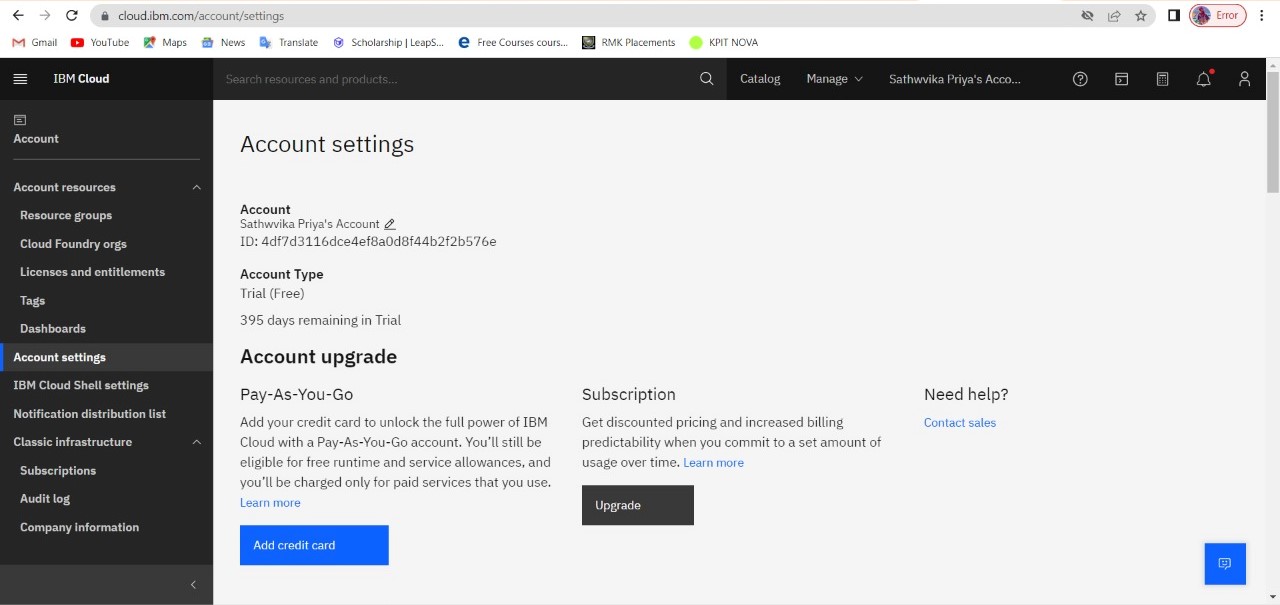 cloud.ibm.com/account/settings
Error
Gmail YouTube Maps News Translate Scholarship | LeapS... Free Courses cours... RMK Placements KPIT NOVA
IBM Cloud
Search resources and products...
Catalog Manage Sathwvika Priya's Acco...
Account
Account resources
Resource groups
Cloud Foundry orgs
Licenses and entitlements
Tags
Dashboards
Account settings
IBM Cloud Shell settings
Notification distribution list
Classic infrastructure
Subscriptions
Audit log
Company information
Account settings
Account
Sathwvika Priya's Account
ID: 4df7d3116dce4ef8a0d8f44b2f2b576e
Account Type
Trial (Free)
395 days remaining in Trial
Account upgrade
Pay-As-You-Go
Add your credit card to unlock the full power of IBM
Cloud with a Pay-As-You-Go account. You'll still be
eligible for free runtime and service allowances, and
you'll be charged only for paid services that you use.
Learn more
Add credit card
Subscription
Get discounted pricing and increased billing
predictability when you commit to a set amount of
usage over time. Learn more
Upgrade
Need help?
Contact sales